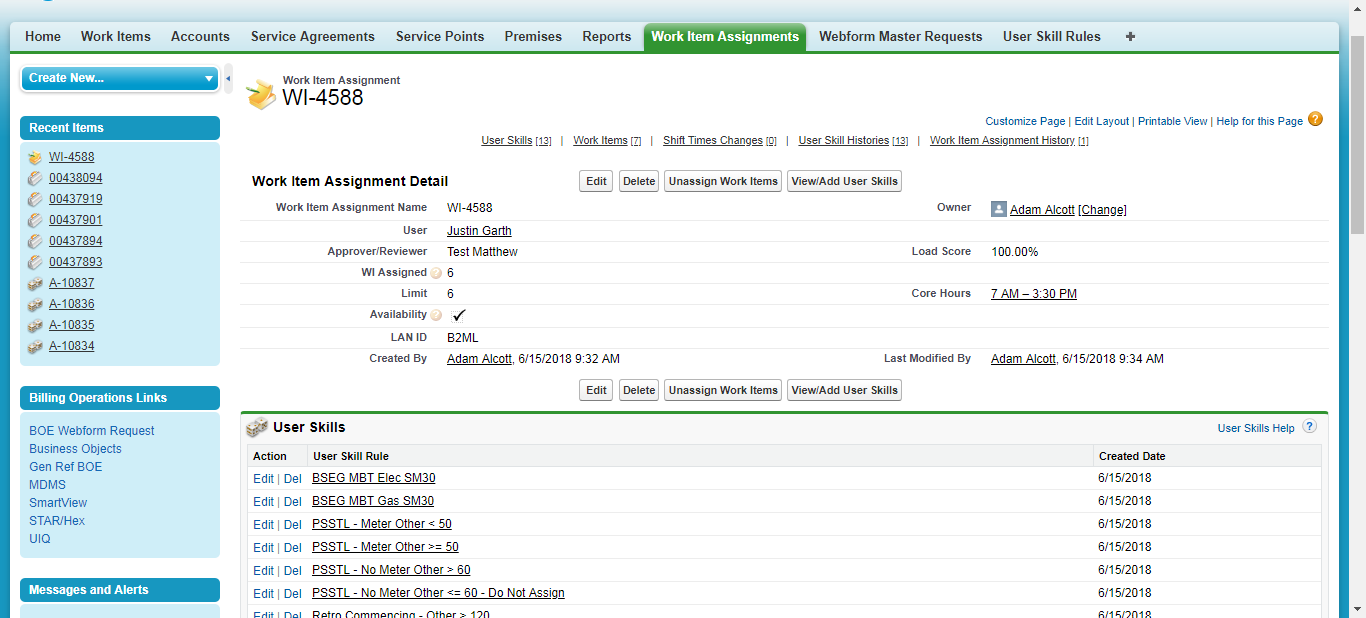 Home Work Items Accounts Service Agreements Service Points Premises Reports Work Item Assignments Webform Master Requests User Skill Rules +
Create New...
Recent Items
WI-4588
00438094
00437919
00437901
00437894
00437893
A-10837
A-10836
A-10835
A-10834
Billing Operations Links
BOE Webform Request
Business Objects
Gen Ref BOE
MDMS
SmartView
STAR/Hex
UIQ
Messages and Alerts
Work Item Assignment
WI-4588
Customize Page | Edit Layout | Printable View | Help for this Page ?
User Skills [13] | Work Items [7] | Shift Times Changes [0] | User Skill Histories [13] | Work Item Assignment History [1]
Work Item Assignment Detail Edit Delete Unassign Work Items View/Add User Skills
Work Item Assignment Name WI-4588 Owner Adam Alcott [Change]
User Justin Garth
Approver/Reviewer Test Matthew Load Score 100.00%
WI Assigned ? 6
Limit 6 Core Hours 7 AM – 3:30 PM
Availability ? ✓
LAN ID B2ML
Created By Adam Alcott, 6/15/2018 9:32 AM Last Modified By Adam Alcott, 6/15/2018 9:34 AM
Edit Delete Unassign Work Items View/Add User Skills
User Skills User Skills Help ?
Action User Skill Rule Created Date
Edit | Del BSEG MBT Elec SM30 6/15/2018
Edit | Del BSEG MBT Gas SM30 6/15/2018
Edit | Del PSSTL - Meter Other < 50 6/15/2018
Edit | Del PSSTL - Meter Other >= 50 6/15/2018
Edit | Del PSSTL - No Meter Other > 60 6/15/2018
Edit | Del PSSTL - No Meter Other <= 60 - Do Not Assign 6/15/2018
Edit | Del Retro Commencing - Other > 120 6/15/2018